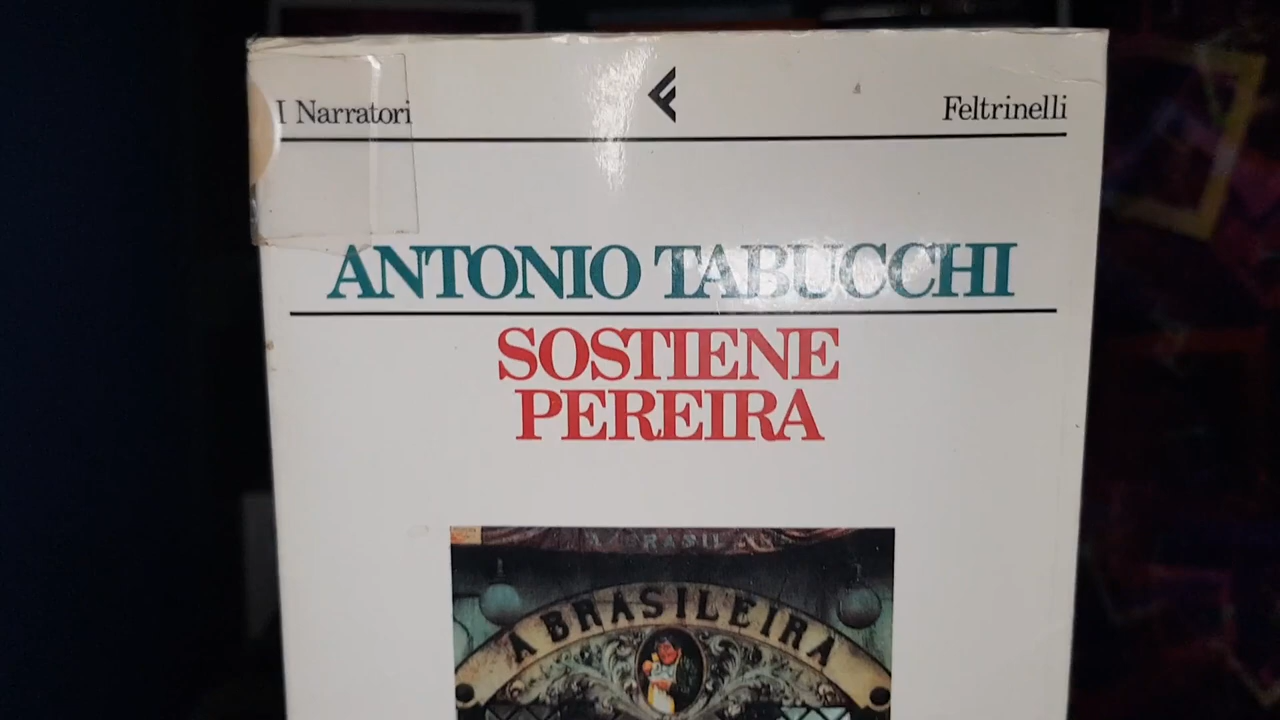 I Narratori
Feltrinelli
ANTONIO TABUCCHI
SOSTIENE
PEREIRA
A BRASILEIRA